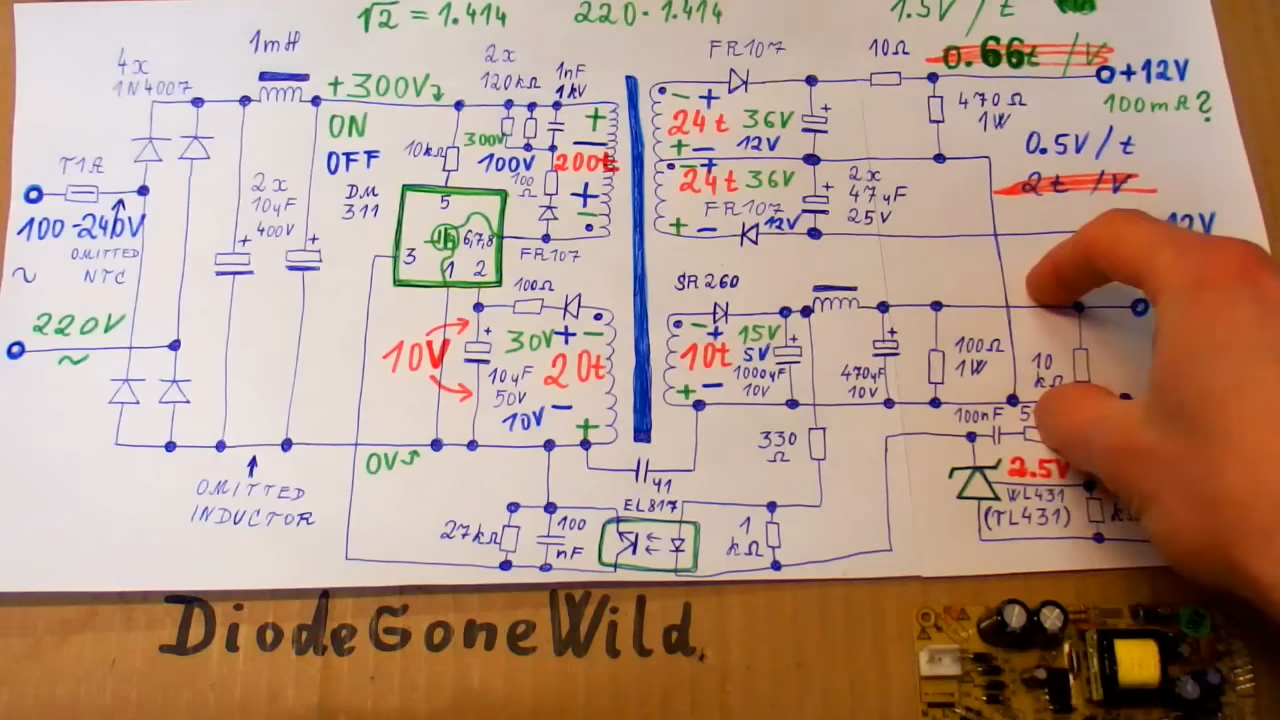 √2 = 1.414
220 · 1.414
1.5V / t
4x
1N4007
1mH
+300V
2x
120kΩ
1nF
1kV
FR107
10Ω
0.66t /V
+12V
100mA?
ON
OFF
10kΩ
300V
100V
200t
+
−
100
Ω
+
−
− +
24t 36V
+ − 12V
− +
24t 36V
FR107 12V
+ −
470Ω
1W
0.5V / t
2t /V
2x
47µF
25V
12V
T1A
100-240V
~
OMITTED
NTC
2x
10µF
400V
+
+
DM
311
5
3
6,7,8
1 2
FR107
220V
~
100Ω
10V
+
30V + −
20t
10µF
50V
10V −
+
SR260
− +
10t
+ −
15V
5V
1000µF
10V
+
470µF
10V
100Ω
1W
10
kΩ
100nF
0V
OMITTED
INDUCTOR
Y1
330
Ω
2.5V
WL431
(TL431)
27kΩ
100
nF
EL817
1
kΩ
DiodeGoneWild